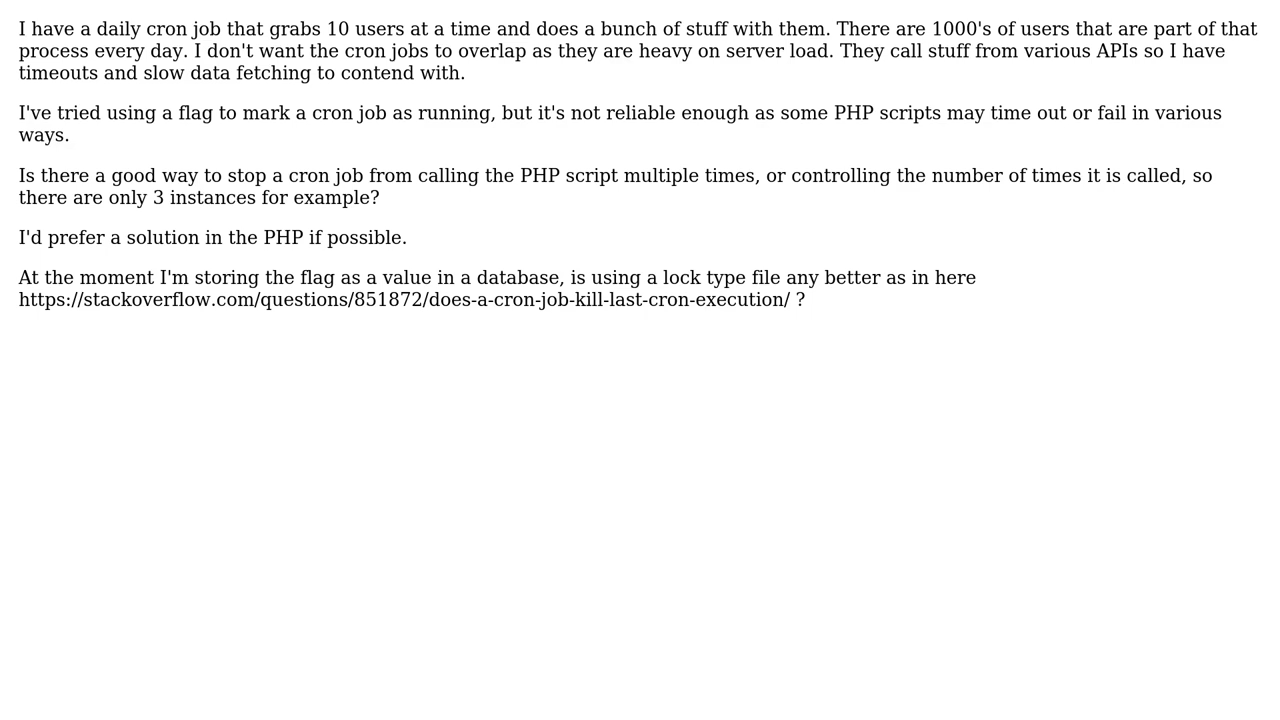 I have a daily cron job that grabs 10 users at a time and does a bunch of stuff with them. There are 1000's of users that are part of that
process every day. I don't want the cron jobs to overlap as they are heavy on server load. They call stuff from various APIs so I have
timeouts and slow data fetching to contend with.
I've tried using a flag to mark a cron job as running, but it's not reliable enough as some PHP scripts may time out or fail in various
ways.
Is there a good way to stop a cron job from calling the PHP script multiple times, or controlling the number of times it is called, so
there are only 3 instances for example?
I'd prefer a solution in the PHP if possible.
At the moment I'm storing the flag as a value in a database, is using a lock type file any better as in here
https://stackoverflow.com/questions/851872/does-a-cron-job-kill-last-cron-execution/ ?